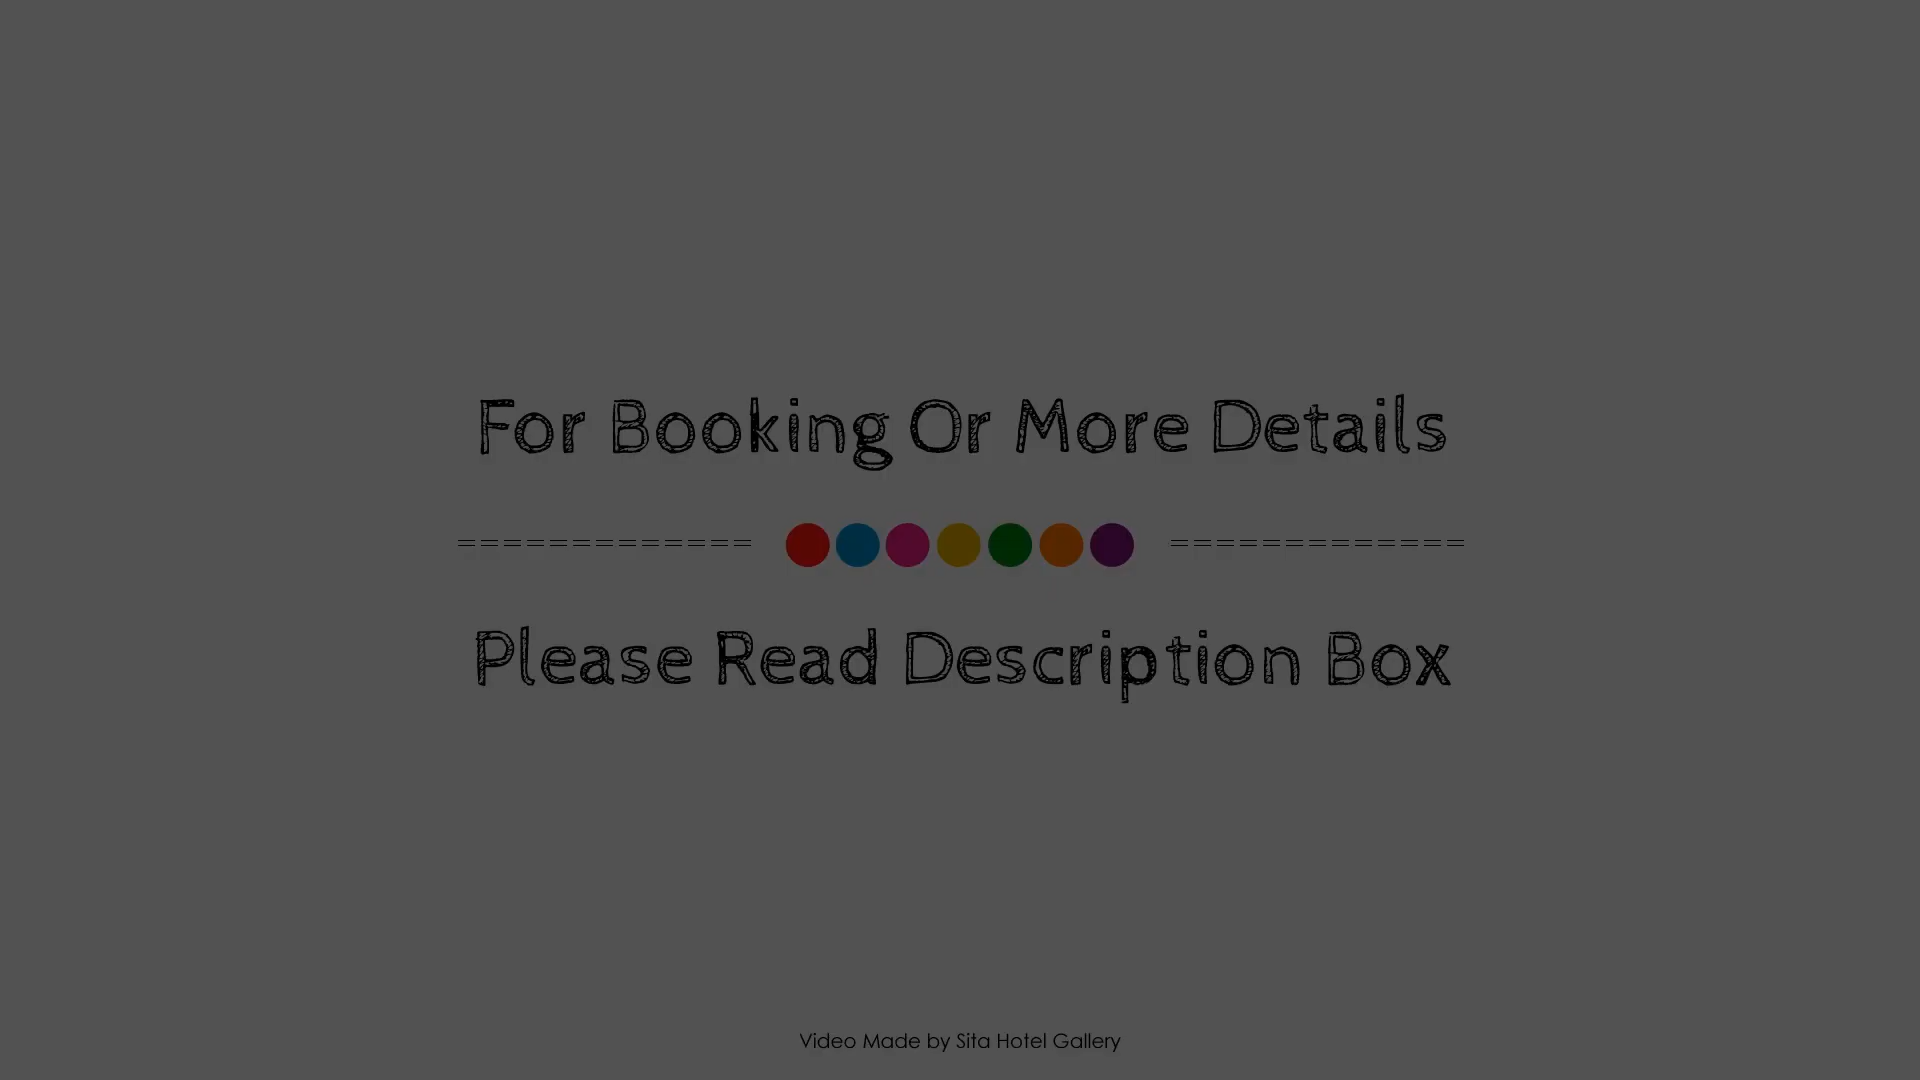 For Booking Or More Details
============= =============
Please Read Description Box
Video Made by Sita Hotel Gallery